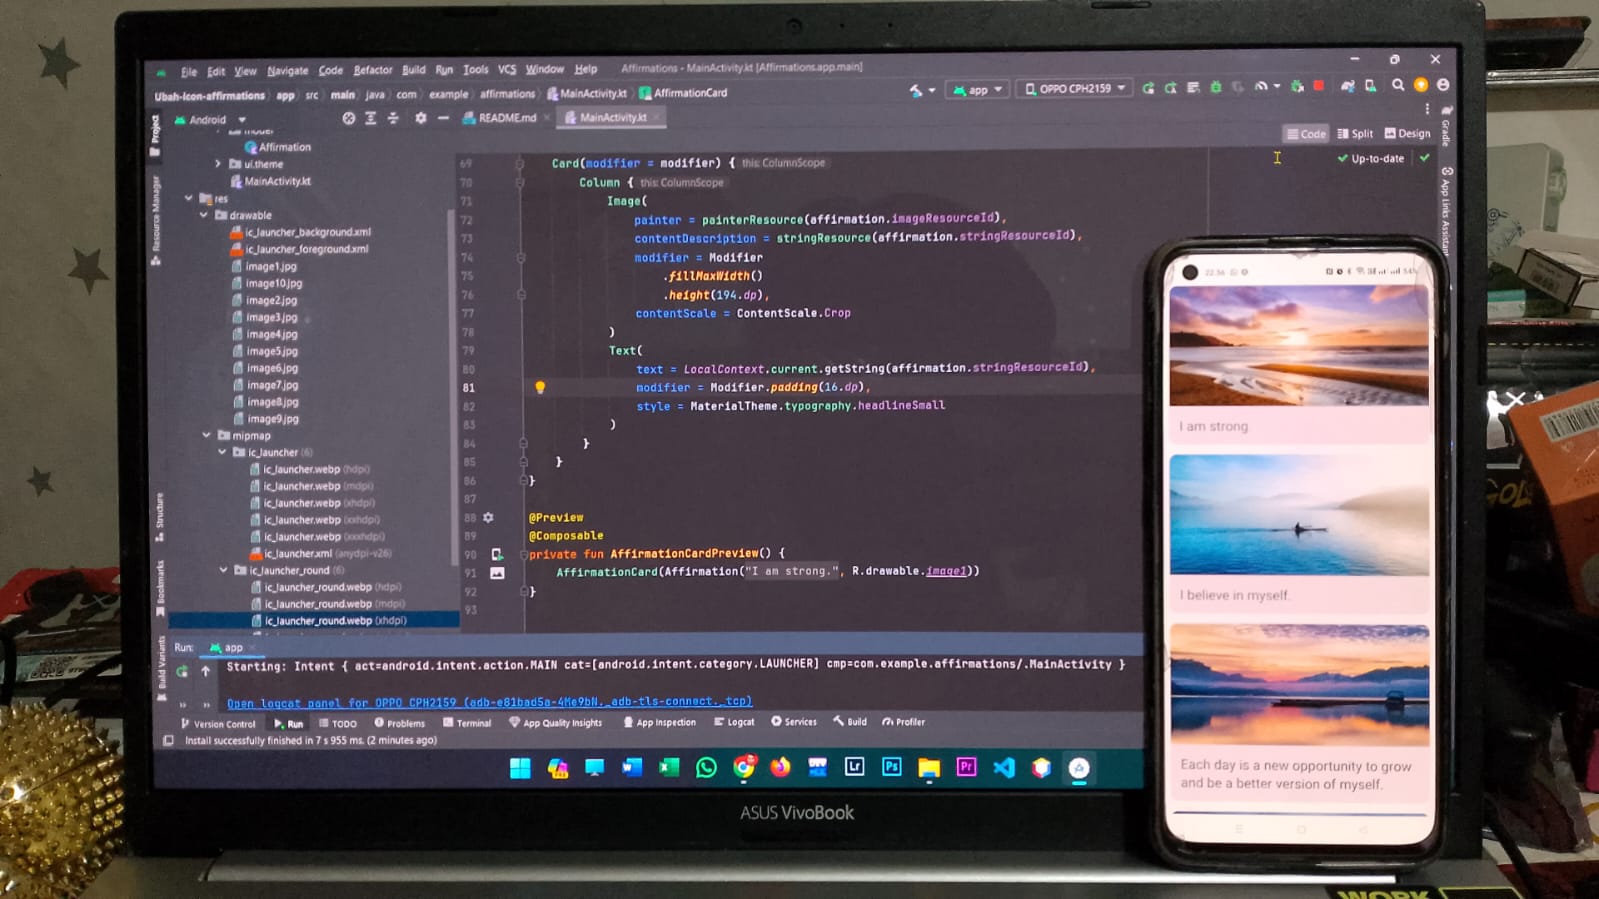 File Edit View Navigate Code Refactor Build Run Tools VCS Window Help Affirmations - MainActivity.kt [Affirmations.app.main]
Ubah-Icon-affirmations app src main java com example affirmations MainActivity.kt AffirmationCard
app OPPO CPH2159
Project
Android
README.md MainActivity.kt
Code Split Design
Gradle
Up-to-date
Resource Manager
App Links Assistant
Affirmation
ui.theme
MainActivity.kt
res
drawable
ic_launcher_background.xml
ic_launcher_foreground.xml
image1.jpg
image10.jpg
image2.jpg
image3.jpg
image4.jpg
image5.jpg
image6.jpg
image7.jpg
image8.jpg
image9.jpg
mipmap
ic_launcher (6)
ic_launcher.webp (hdpi)
ic_launcher.webp (mdpi)
ic_launcher.webp (xhdpi)
ic_launcher.webp (xxhdpi)
ic_launcher.webp (xxxhdpi)
ic_launcher.xml (anydpi-v26)
ic_launcher_round (6)
ic_launcher_round.webp (hdpi)
ic_launcher_round.webp (mdpi)
ic_launcher_round.webp (xhdpi)
Structure
Bookmarks
Build Variants
69 Card(modifier = modifier) { this: ColumnScope
70 Column { this: ColumnScope
71 Image(
72 painter = painterResource(affirmation.imageResourceId),
73 contentDescription = stringResource(affirmation.stringResourceId),
74 modifier = Modifier
75 .fillMaxWidth()
76 .height(194.dp),
77 contentScale = ContentScale.Crop
78 )
79 Text(
80 text = LocalContext.current.getString(affirmation.stringResourceId),
81 modifier = Modifier.padding(16.dp),
82 style = MaterialTheme.typography.headlineSmall
83 )
84 }
85 }
86 }
87
88 @Preview
89 @Composable
90 private fun AffirmationCardPreview() {
91 AffirmationCard(Affirmation("I am strong.", R.drawable.image1))
92 }
93
Run: app
Starting: Intent { act=android.intent.action.MAIN cat=[android.intent.category.LAUNCHER] cmp=com.example.affirmations/.MainActivity }
Open logcat panel for OPPO CPH2159 (adb-e81bad5a-4Me9bN._adb-tls-connect._tcp)
Version Control Run TODO Problems Terminal App Quality Insights App Inspection Logcat Services Build Profiler
Install successfully finished in 7 s 955 ms. (2 minutes ago)
Lr Ps Pr
ASUS VivoBook
22.56 54%
I am strong.
I believe in myself.
Each day is a new opportunity to grow
and be a better version of myself.
WORK